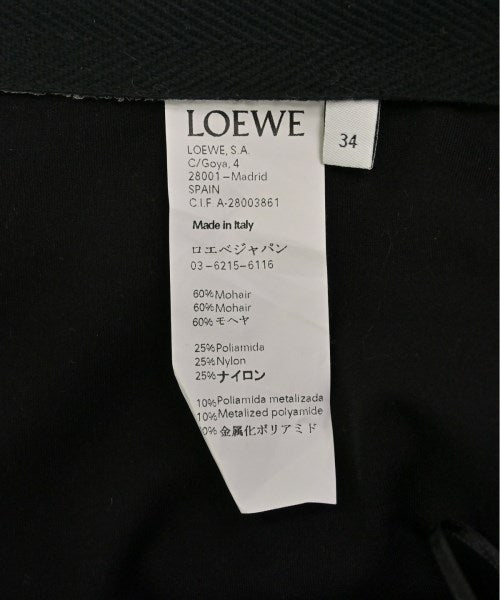 LOEWE
34
LOEWE, S.A.
C/Goya, 4
28001-Madrid
SPAIN
C.I.F. A-28003861
Made in Italy
ロエベジャパン
03-6215-6116
60% Mohair
60% Mohair
60% モヘヤ
25% Poliamida
25% Nylon
25% ナイロン
10% Poliamida metalizada
10% Metalized polyamide
0% 金属化ポリアミド